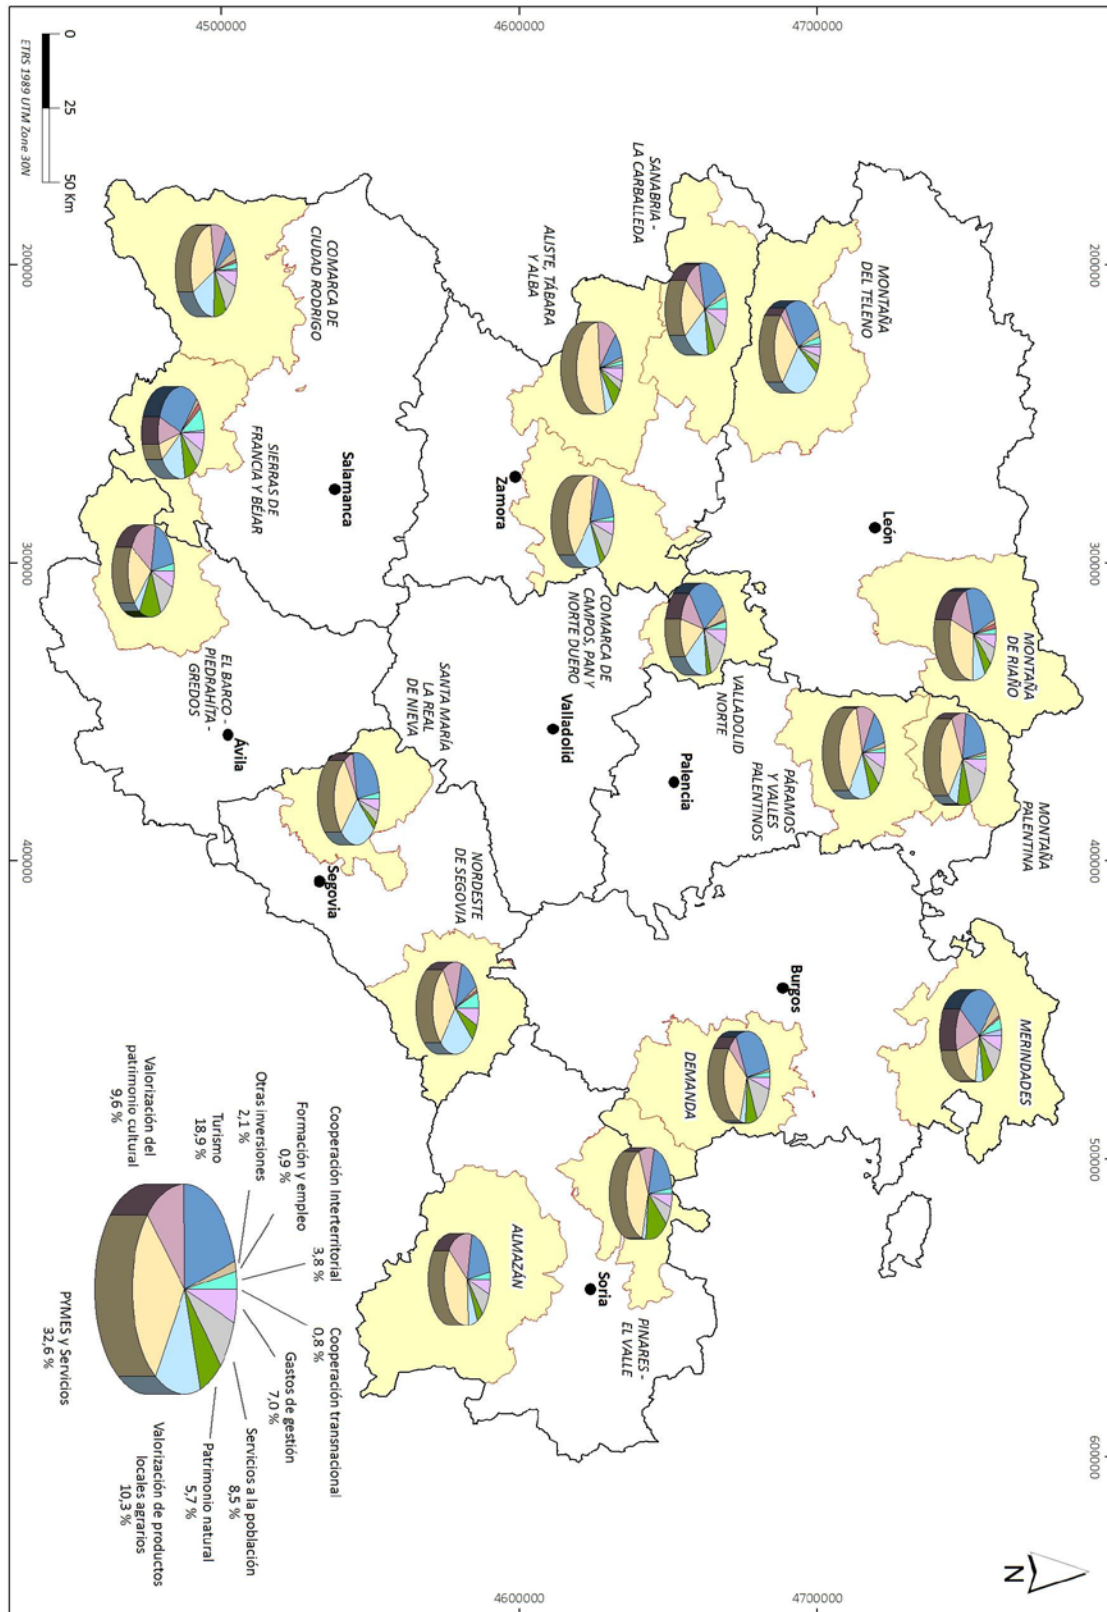 200000
300000
400000
500000
600000
4700000
4600000
4500000
4700000
4600000
N
MONTAÑA
DE RIAÑO
MONTAÑA
PALENTINA
MERINDADES
León
MONTAÑA
DEL TELENO
PÁRAMOS
Y VALLES
PALENTINOS
Burgos
SANABRIA -
LA CARBALLEDA
VALLADOLID
NORTE
Palencia
DEMANDA
ALISTE, TÁBARA
Y ALBA
COMARCA DE
CAMPOS, PAN Y
NORTE DUERO
Valladolid
PINARES -
EL VALLE
Zamora
Soria
SANTA MARÍA
LA REAL
DE NIEVA
NORDESTE
DE SEGOVIA
ALMAZÁN
Salamanca
COMARCA DE
CIUDAD RODRIGO
SIERRAS DE
FRANCIA Y BÉJAR
Segovia
EL BARCO -
PIEDRAHÍTA -
GREDOS
Ávila
Cooperación Interterritorial
3,8 %
Cooperación transnacional
0,8 %
Formación y empleo
0,9 %
Gastos de gestión
7,0 %
Otras inversiones
2,1 %
Servicios a la población
8,5 %
Turismo
18,9 %
Patrimonio natural
5,7 %
Valorización del
patrimonio cultural
9,6 %
Valorización de productos
locales agrarios
10,3 %
PYMES y Servicios
32,6 %
0
25
50 Km
ETRS 1989 UTM Zone 30N
200000
300000
400000